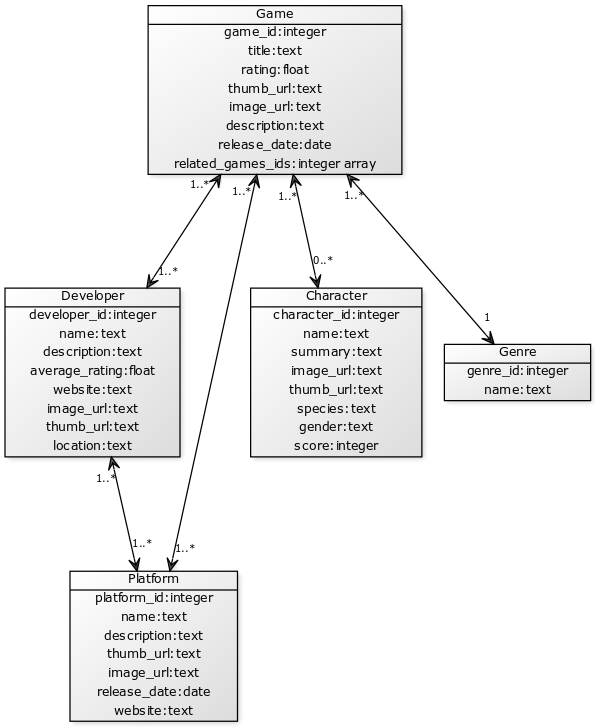 Game
game_id:integer
title:text
rating:float
thumb_url:text
image_url:text
description:text
release_date:date
related_games_ids:integer array
1..*
1..*
1..*
1..*
1..*
0..*
1
Developer
developer_id:integer
name:text
description:text
average_rating:float
website:text
image_url:text
thumb_url:text
location:text
Character
character_id:integer
name:text
summary:text
image_url:text
thumb_url:text
species:text
gender:text
score:integer
Genre
genre_id:integer
name:text
1..*
1..*
1..*
Platform
platform_id:integer
name:text
description:text
thumb_url:text
image_url:text
release_date:date
website:text